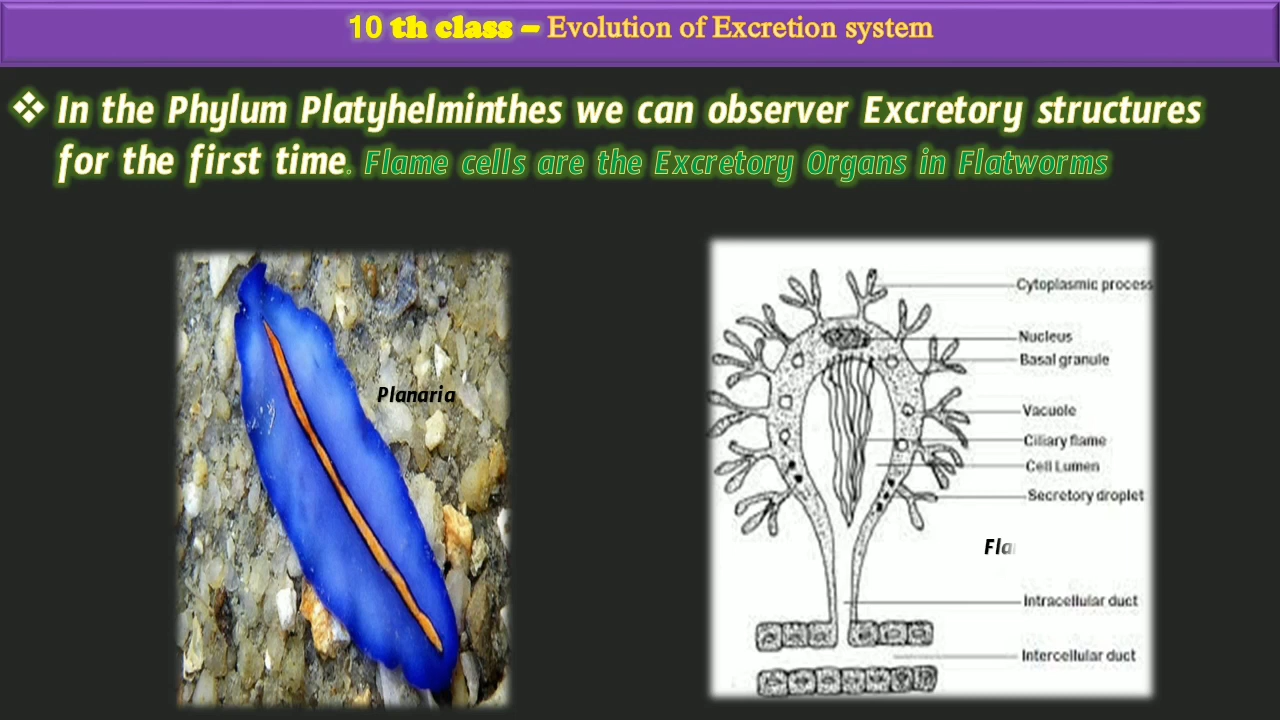 10 th class – Evolution of Excretion system
❖ In the Phylum Platyhelminthes we can observer Excretory structures
for the first time. Flame cells are the Excretory Organs in Flatworms
Planaria
Cytoplasmic process
Nucleus
Basal granule
Vacuole
Ciliary flame
Cell Lumen
Secretory droplet
Fla
Intracellular duct
Intercellular duct